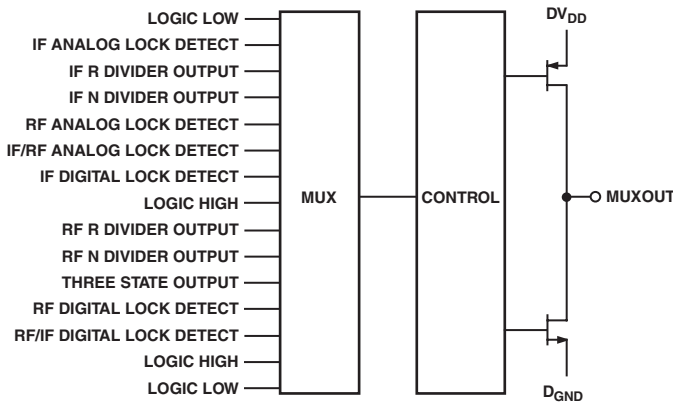 LOGIC LOW
IF ANALOG LOCK DETECT
IF R DIVIDER OUTPUT
IF N DIVIDER OUTPUT
RF ANALOG LOCK DETECT
IF/RF ANALOG LOCK DETECT
IF DIGITAL LOCK DETECT
LOGIC HIGH
RF R DIVIDER OUTPUT
RF N DIVIDER OUTPUT
THREE STATE OUTPUT
RF DIGITAL LOCK DETECT
RF/IF DIGITAL LOCK DETECT
LOGIC HIGH
LOGIC LOW
MUX
CONTROL
DVDD
MUXOUT
DGND